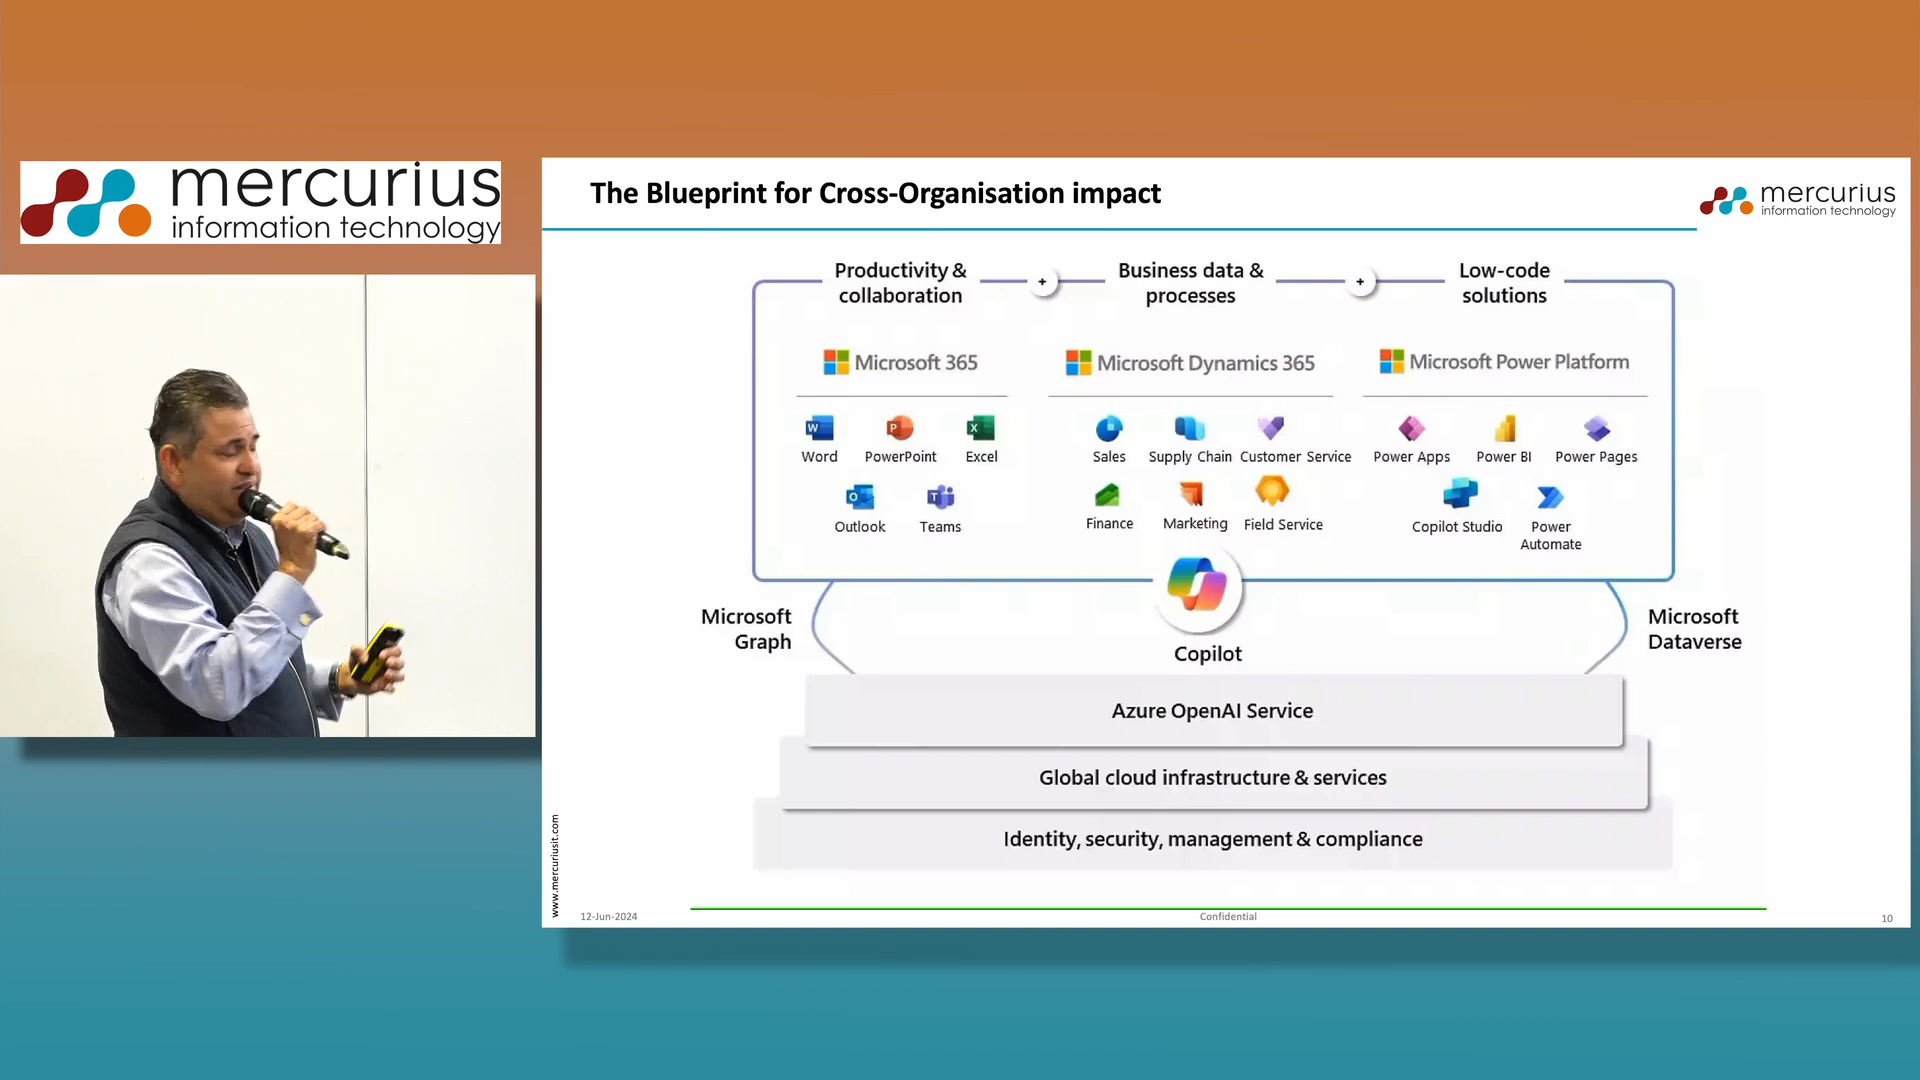 mercurius
information technology
The Blueprint for Cross-Organisation impact
mercurius
information technology
Productivity &
collaboration
+
Business data &
processes
+
Low-code
solutions
Microsoft 365
Microsoft Dynamics 365
Microsoft Power Platform
Word
PowerPoint
Excel
Sales
Supply Chain
Customer Service
Power Apps
Power BI
Power Pages
Outlook
Teams
Finance
Marketing
Field Service
Copilot Studio
Power
Automate
Microsoft
Graph
Copilot
Microsoft
Dataverse
Azure OpenAI Service
Global cloud infrastructure & services
Identity, security, management & compliance
www.mercuriusit.com
12-Jun-2024
Confidential
10